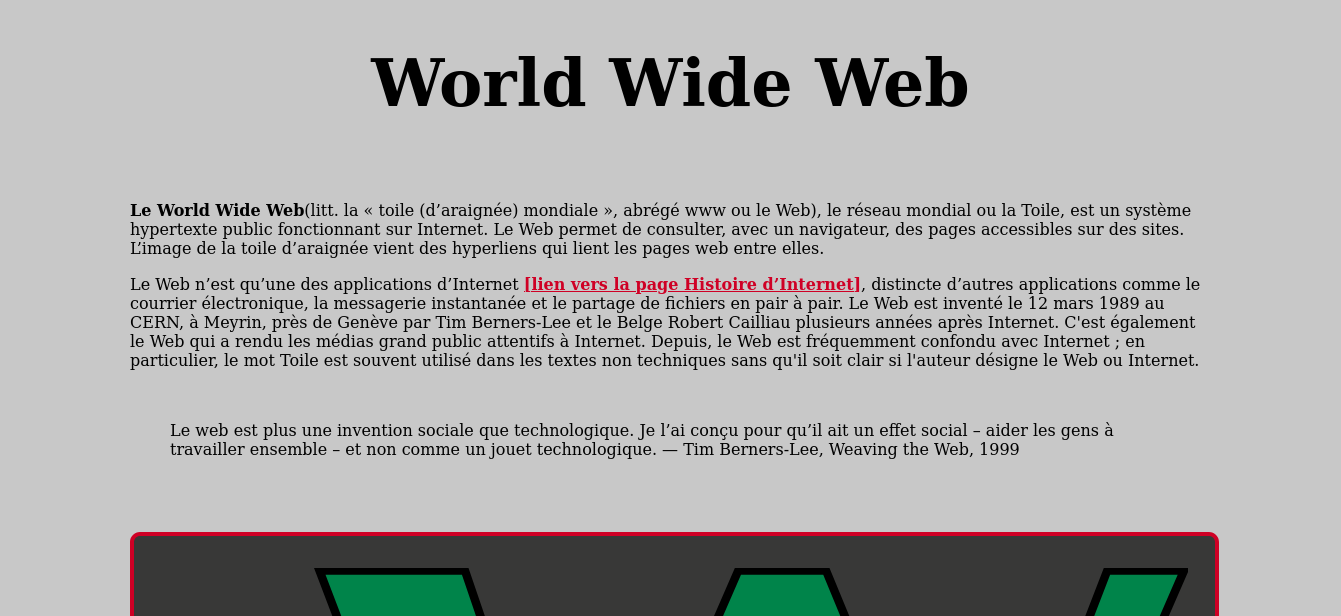 World Wide Web
Le World Wide Web(litt. la « toile (d’araignée) mondiale », abrégé www ou le Web), le réseau mondial ou la Toile, est un système
hypertexte public fonctionnant sur Internet. Le Web permet de consulter, avec un navigateur, des pages accessibles sur des sites.
L’image de la toile d’araignée vient des hyperliens qui lient les pages web entre elles.
Le Web n’est qu’une des applications d’Internet [lien vers la page Histoire d’Internet], distincte d’autres applications comme le
courrier électronique, la messagerie instantanée et le partage de fichiers en pair à pair. Le Web est inventé le 12 mars 1989 au
CERN, à Meyrin, près de Genève par Tim Berners-Lee et le Belge Robert Cailliau plusieurs années après Internet. C'est également
le Web qui a rendu les médias grand public attentifs à Internet. Depuis, le Web est fréquemment confondu avec Internet ; en
particulier, le mot Toile est souvent utilisé dans les textes non techniques sans qu'il soit clair si l'auteur désigne le Web ou Internet.
Le web est plus une invention sociale que technologique. Je l’ai conçu pour qu’il ait un effet social – aider les gens à
travailler ensemble – et non comme un jouet technologique. — Tim Berners-Lee, Weaving the Web, 1999